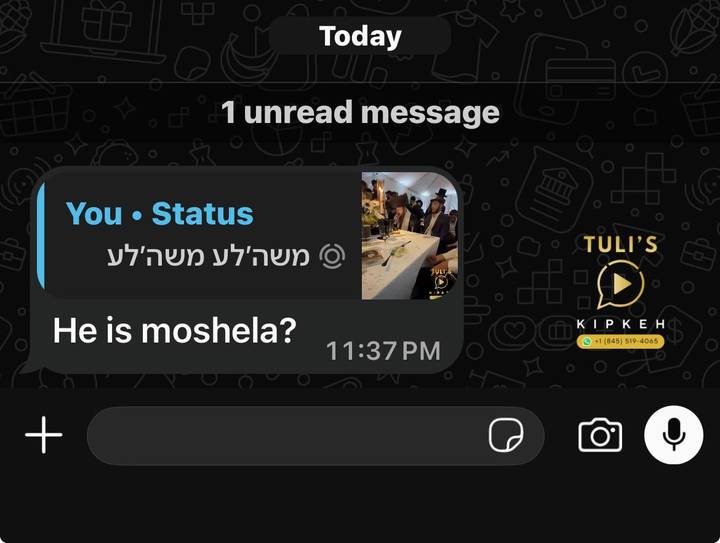 Today
1 unread message
You • Status
משה'לע משה'לע
He is moshela?
11:37 PM
TULI'S
KIPKEH
+1 (845) 519-4065